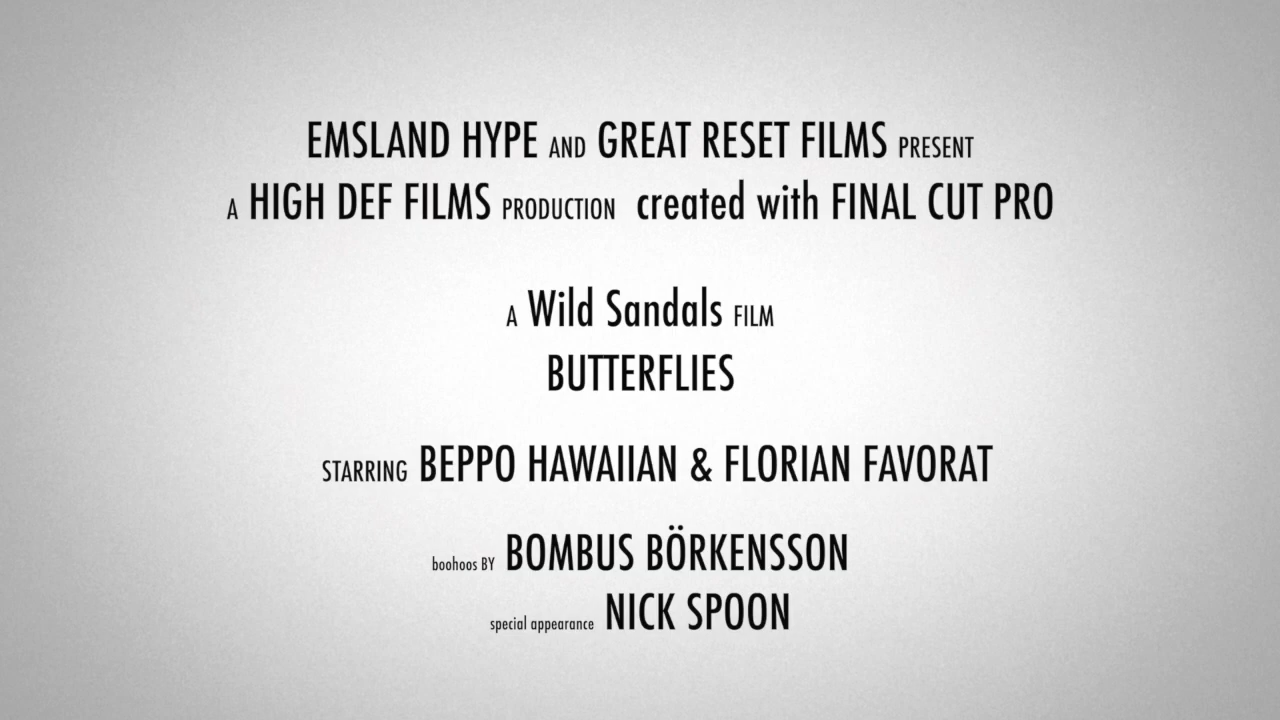 EMSLAND HYPE AND GREAT RESET FILMS PRESENT
A HIGH DEF FILMS PRODUCTION created with FINAL CUT PRO
A Wild Sandals FILM
BUTTERFLIES
STARRING BEPPO HAWAIIAN & FLORIAN FAVORAT
boohoos BY BOMBUS BÖRKENSSON
special appearance NICK SPOON